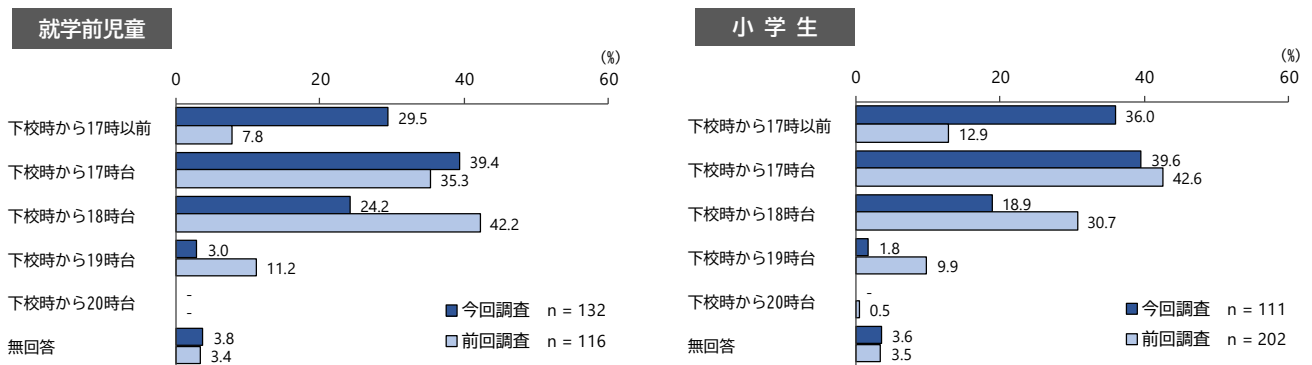 就学前児童
(%)
0 20 40 60
下校時から17時以前 29.5
7.8
下校時から17時台 39.4
35.3
下校時から18時台 24.2
42.2
下校時から19時台 3.0
11.2
下校時から20時台 -
-
無回答 3.8
3.4
今回調査 n = 132
前回調査 n = 116
小 学 生
(%)
0 20 40 60
下校時から17時以前 36.0
12.9
下校時から17時台 39.6
42.6
下校時から18時台 18.9
30.7
下校時から19時台 1.8
9.9
下校時から20時台 -
0.5
無回答 3.6
3.5
今回調査 n = 111
前回調査 n = 202